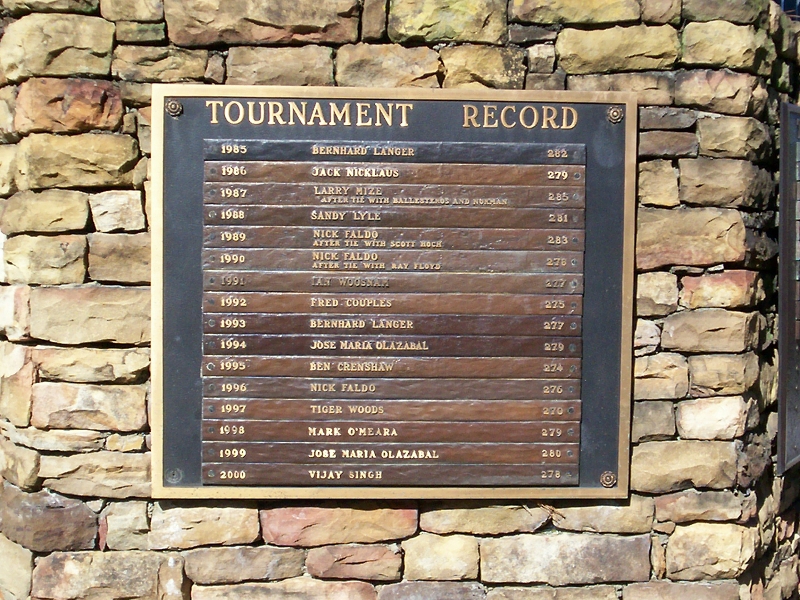 TOURNAMENT RECORD
1985 BERNHARD LANGER 282
1986 JACK NICKLAUS 279
1987 LARRY MIZE 285
AFTER TIE WITH BALLESTEROS AND NORMAN
1988 SANDY LYLE 281
1989 NICK FALDO 283
AFTER TIE WITH SCOTT HOCH
1990 NICK FALDO 278
AFTER TIE WITH RAY FLOYD
1991 IAN WOOSNAM 277
1992 FRED COUPLES 275
1993 BERNHARD LANGER 277
1994 JOSE MARIA OLAZABAL 279
1995 BEN CRENSHAW 274
1996 NICK FALDO 276
1997 TIGER WOODS 270
1998 MARK O'MEARA 279
1999 JOSE MARIA OLAZABAL 280
2000 VIJAY SINGH 278